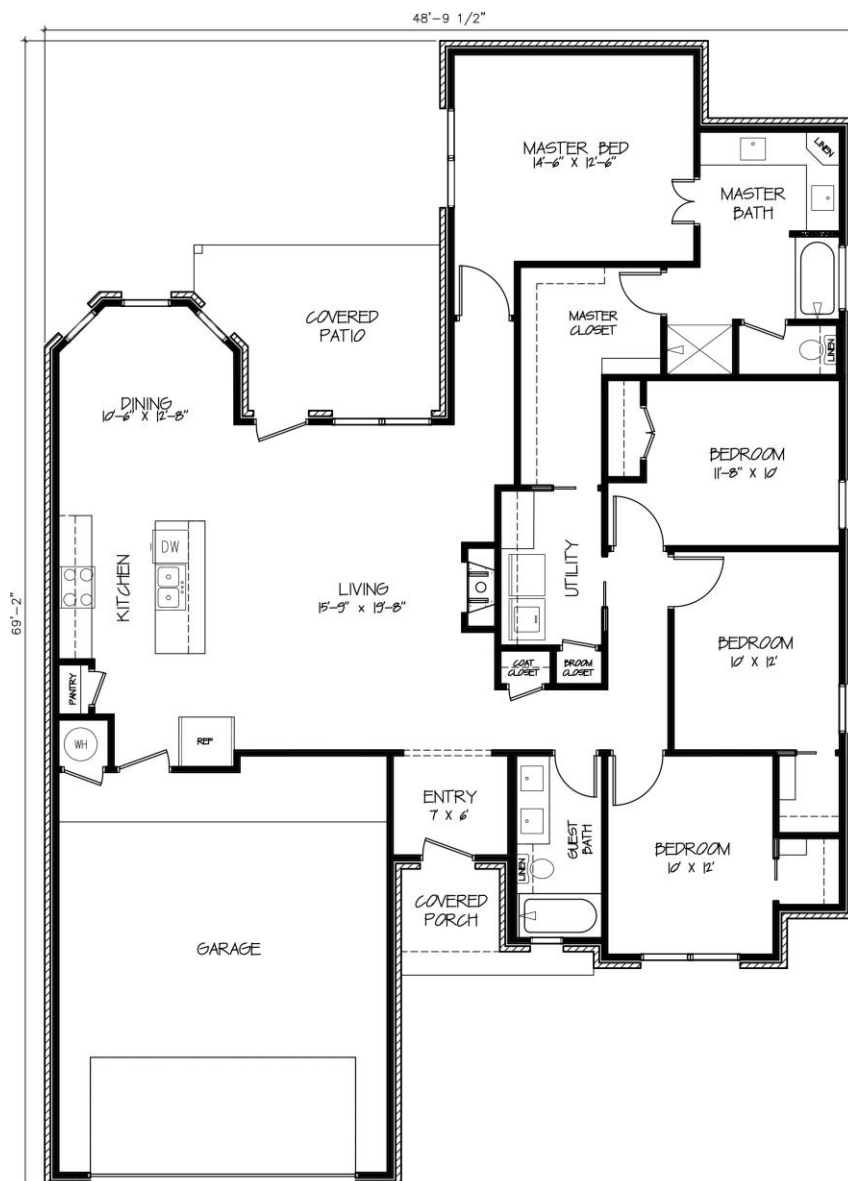 48'-9 1/2"
MASTER BED
14'-6" X 12'-6"
LINEN
MASTER
BATH
COVERED
PATIO
MASTER
CLOSET
LINEN
DINING
10'-6" X 12'-8"
BEDROOM
11'-8" X 10'
69'-2"
KITCHEN
DW
UTILITY
LIVING
15'-9" x 19'-8"
BEDROOM
10' X 12'
COAT
CLOSET
BROOM
CLOSET
PANTRY
WH
REF
ENTRY
7' X 6'
GUEST
BATH
BEDROOM
10' X 12'
LINEN
COVERED
PORCH
GARAGE